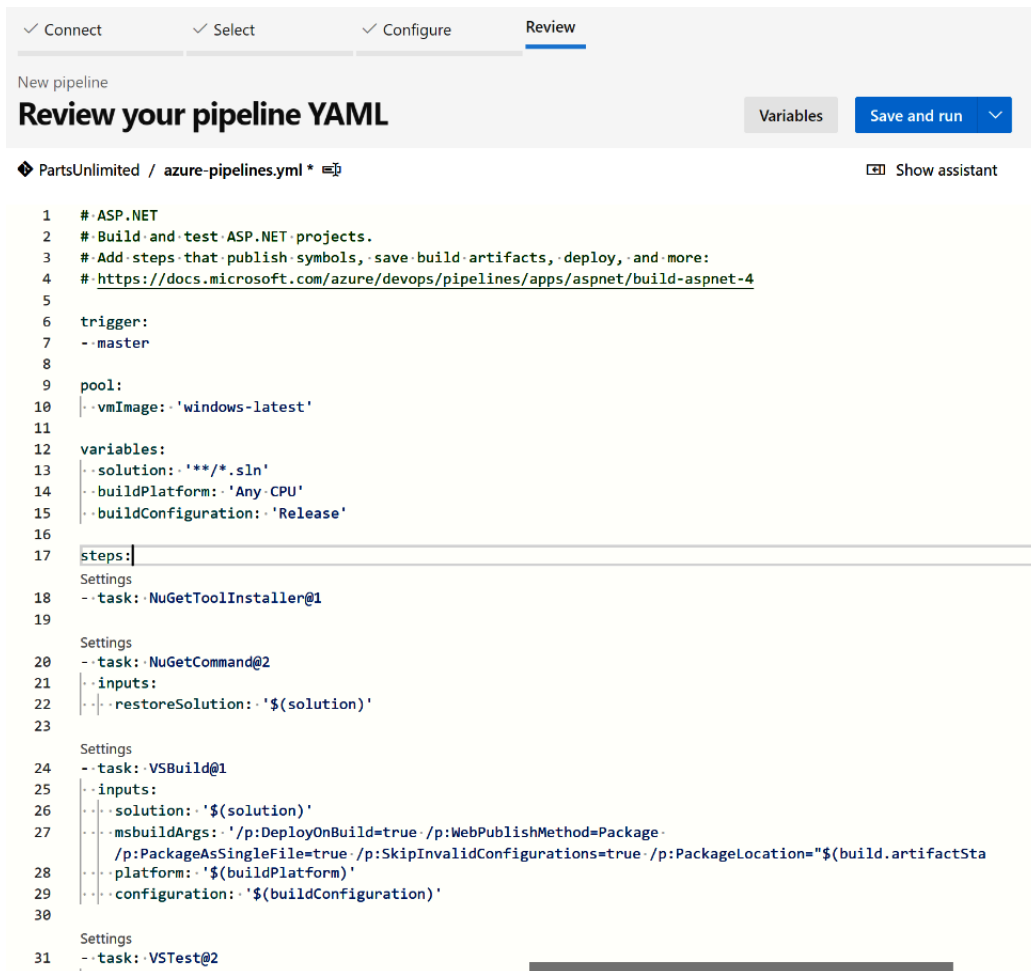 Connect Select Configure Review
New pipeline
Review your pipeline YAML
Variables Save and run
PartsUnlimited / azure-pipelines.yml *
Show assistant
1 # ASP.NET
2 # Build and test ASP.NET projects.
3 # Add steps that publish symbols, save build artifacts, deploy, and more:
4 # https://docs.microsoft.com/azure/devops/pipelines/apps/aspnet/build-aspnet-4
5
6 trigger:
7 - master
8
9 pool:
10   vmImage: 'windows-latest'
11
12 variables:
13   solution: '**/*.sln'
14   buildPlatform: 'Any CPU'
15   buildConfiguration: 'Release'
16
17 steps:
Settings
18 - task: NuGetToolInstaller@1
19
Settings
20 - task: NuGetCommand@2
21   inputs:
22     restoreSolution: '$(solution)'
23
Settings
24 - task: VSBuild@1
25   inputs:
26     solution: '$(solution)'
27     msbuildArgs: '/p:DeployOnBuild=true /p:WebPublishMethod=Package
/p:PackageAsSingleFile=true /p:SkipInvalidConfigurations=true /p:PackageLocation="$(build.artifactSta
28     platform: '$(buildPlatform)'
29     configuration: '$(buildConfiguration)'
30
Settings
31 - task: VSTest@2